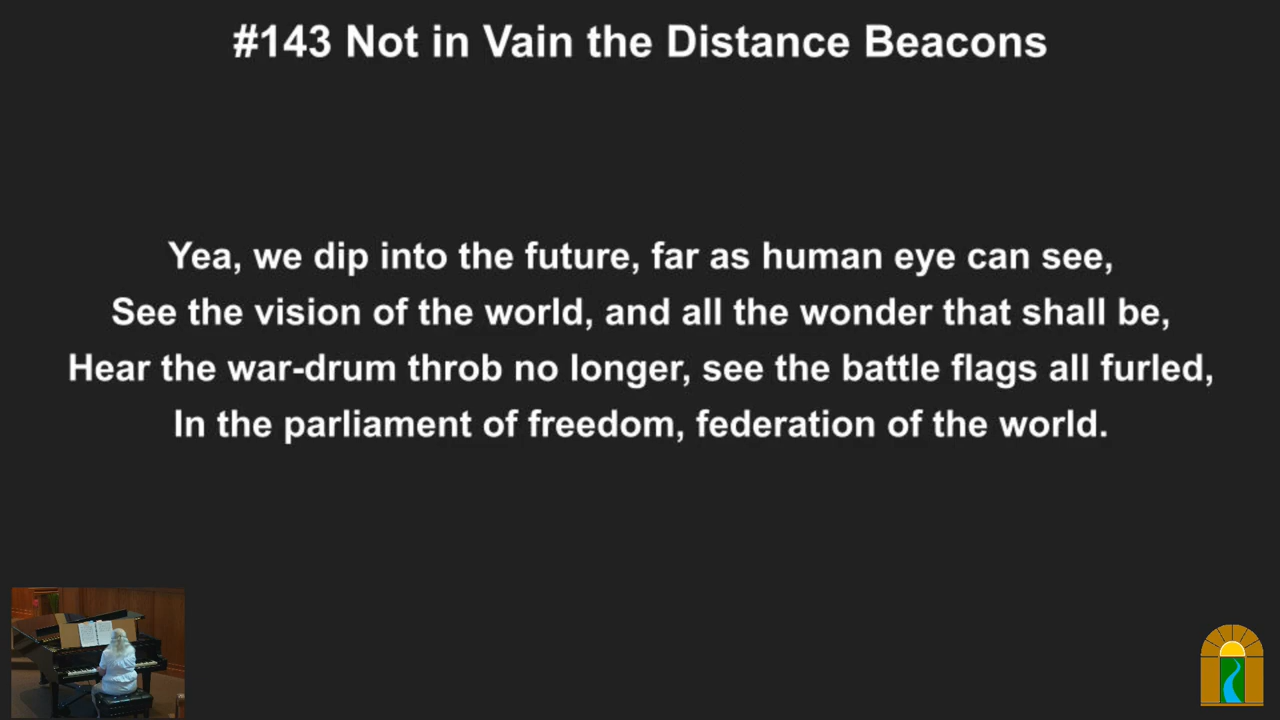 #143 Not in Vain the Distance Beacons
Yea, we dip into the future, far as human eye can see,
See the vision of the world, and all the wonder that shall be,
Hear the war-drum throb no longer, see the battle flags all furled,
In the parliament of freedom, federation of the world.